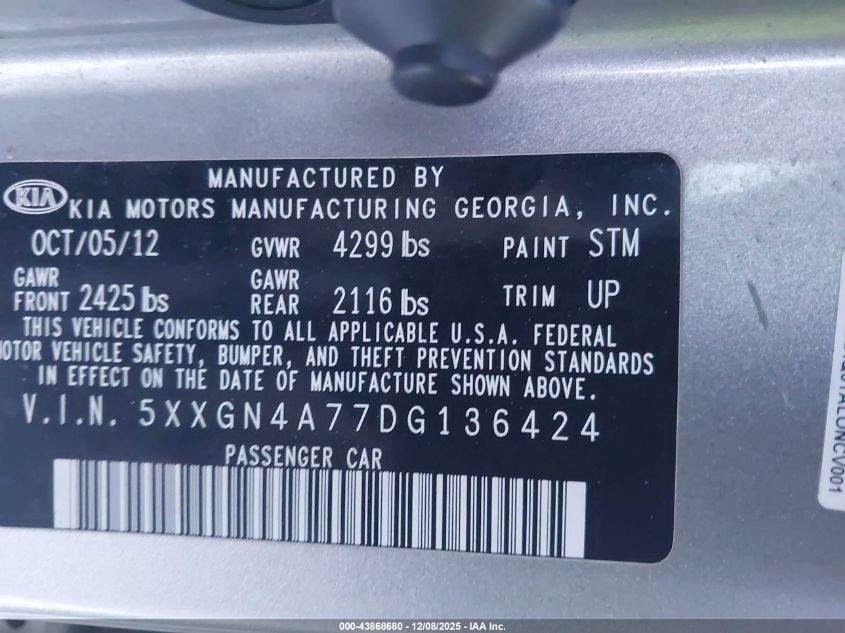 MANUFACTURED BY
KIA KIA MOTORS MANUFACTURING GEORGIA, INC.
OCT/05/12 GVWR 4299 lbs PAINT STM
GAWR FRONT 2425 lbs GAWR REAR 2116 lbs TRIM UP
THIS VEHICLE CONFORMS TO ALL APPLICABLE U.S.A. FEDERAL
MOTOR VEHICLE SAFETY, BUMPER, AND THEFT PREVENTION STANDARDS
IN EFFECT ON THE DATE OF MANUFACTURE SHOWN ABOVE.
V.I.N. 5XXGN4A77DG136424
PASSENGER CAR
000-43868680 - 12/08/2025 - IAA Inc.